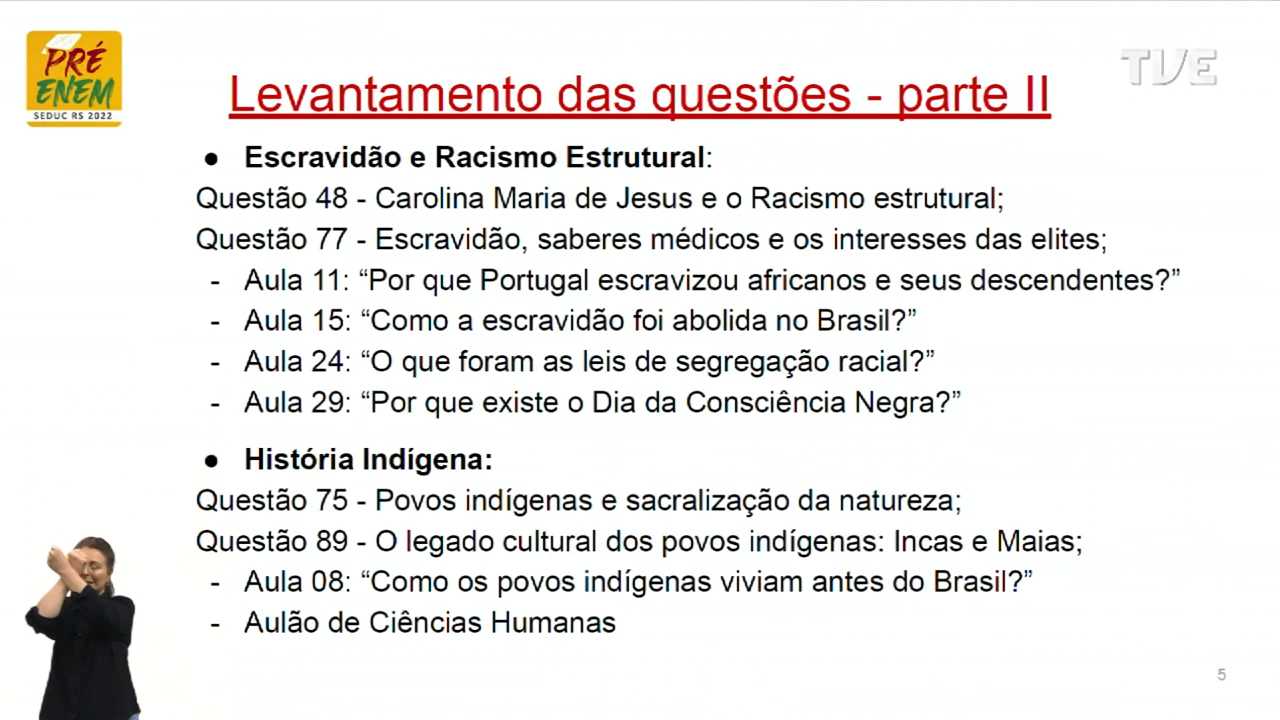 PRÉ
ENEM
SEDUC RS 2022
TVE
Levantamento das questões - parte II
● Escravidão e Racismo Estrutural:
Questão 48 - Carolina Maria de Jesus e o Racismo estrutural;
Questão 77 - Escravidão, saberes médicos e os interesses das elites;
- Aula 11: “Por que Portugal escravizou africanos e seus descendentes?”
- Aula 15: “Como a escravidão foi abolida no Brasil?”
- Aula 24: “O que foram as leis de segregação racial?”
- Aula 29: “Por que existe o Dia da Consciência Negra?”
● História Indígena:
Questão 75 - Povos indígenas e sacralização da natureza;
Questão 89 - O legado cultural dos povos indígenas: Incas e Maias;
- Aula 08: “Como os povos indígenas viviam antes do Brasil?”
- Aulão de Ciências Humanas
5